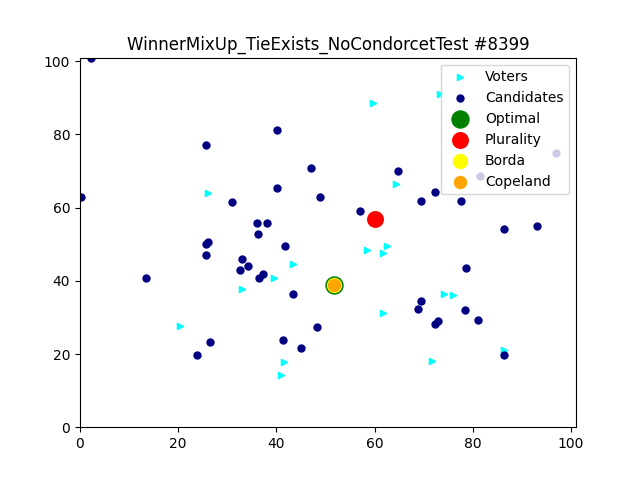 WinnerMixUp_TieExists_NoCondorcetTest #8399
Voters
Candidates
Optimal
Plurality
Borda
Copeland
100
80
60
40
20
0
0 20 40 60 80 100